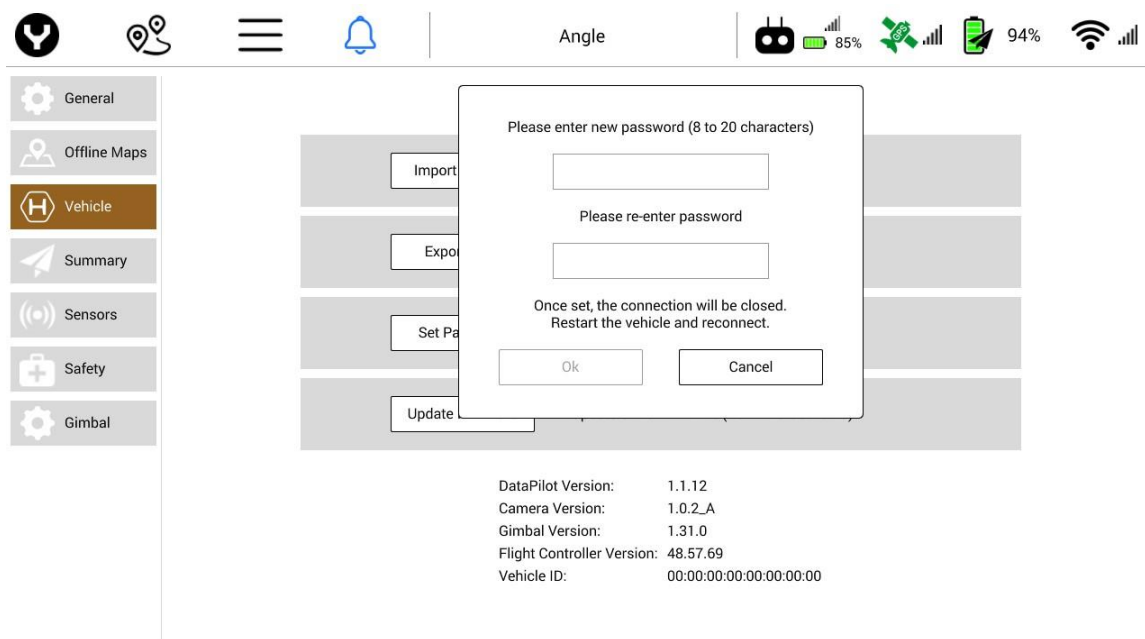 Angle
85%
GPS
94%
General
Offline Maps
Vehicle
Summary
Sensors
Safety
Gimbal
Import
Expo
Set Pa
Update
Please enter new password (8 to 20 characters)
Please re-enter password
Once set, the connection will be closed.
Restart the vehicle and reconnect.
Ok
Cancel
DataPilot Version: 1.1.12
Camera Version: 1.0.2_A
Gimbal Version: 1.31.0
Flight Controller Version: 48.57.69
Vehicle ID: 00:00:00:00:00:00:00:00